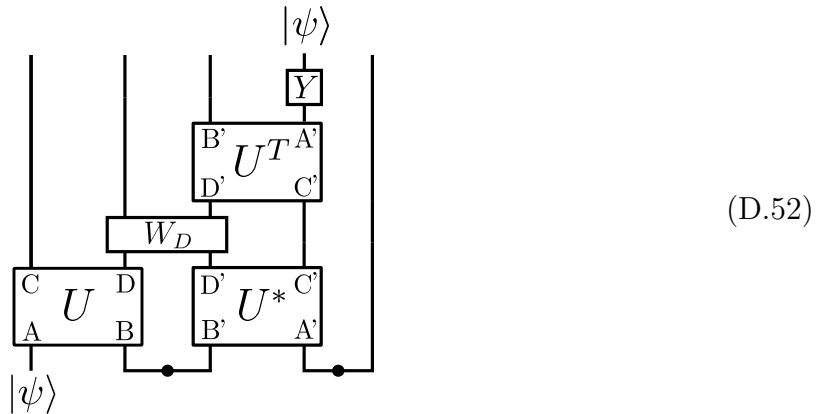 |ψ⟩
Y
B' A'
U^T
D' C'
(D.52)
W_D
C D D' C'
U U*
A B B' A'
|ψ⟩